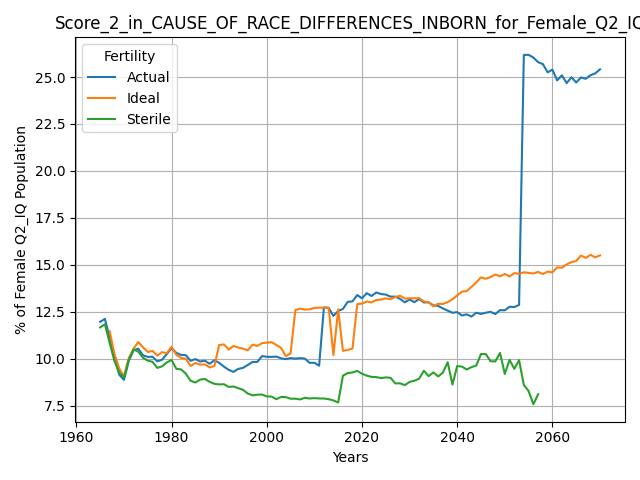 Score_2_in_CAUSE_OF_RACE_DIFFERENCES_INBORN_for_Female_Q2_IQ
Fertility
Actual
Ideal
Sterile
% of Female Q2_IQ Population
25.0
22.5
20.0
17.5
15.0
12.5
10.0
7.5
1960
1980
2000
2020
2040
2060
Years